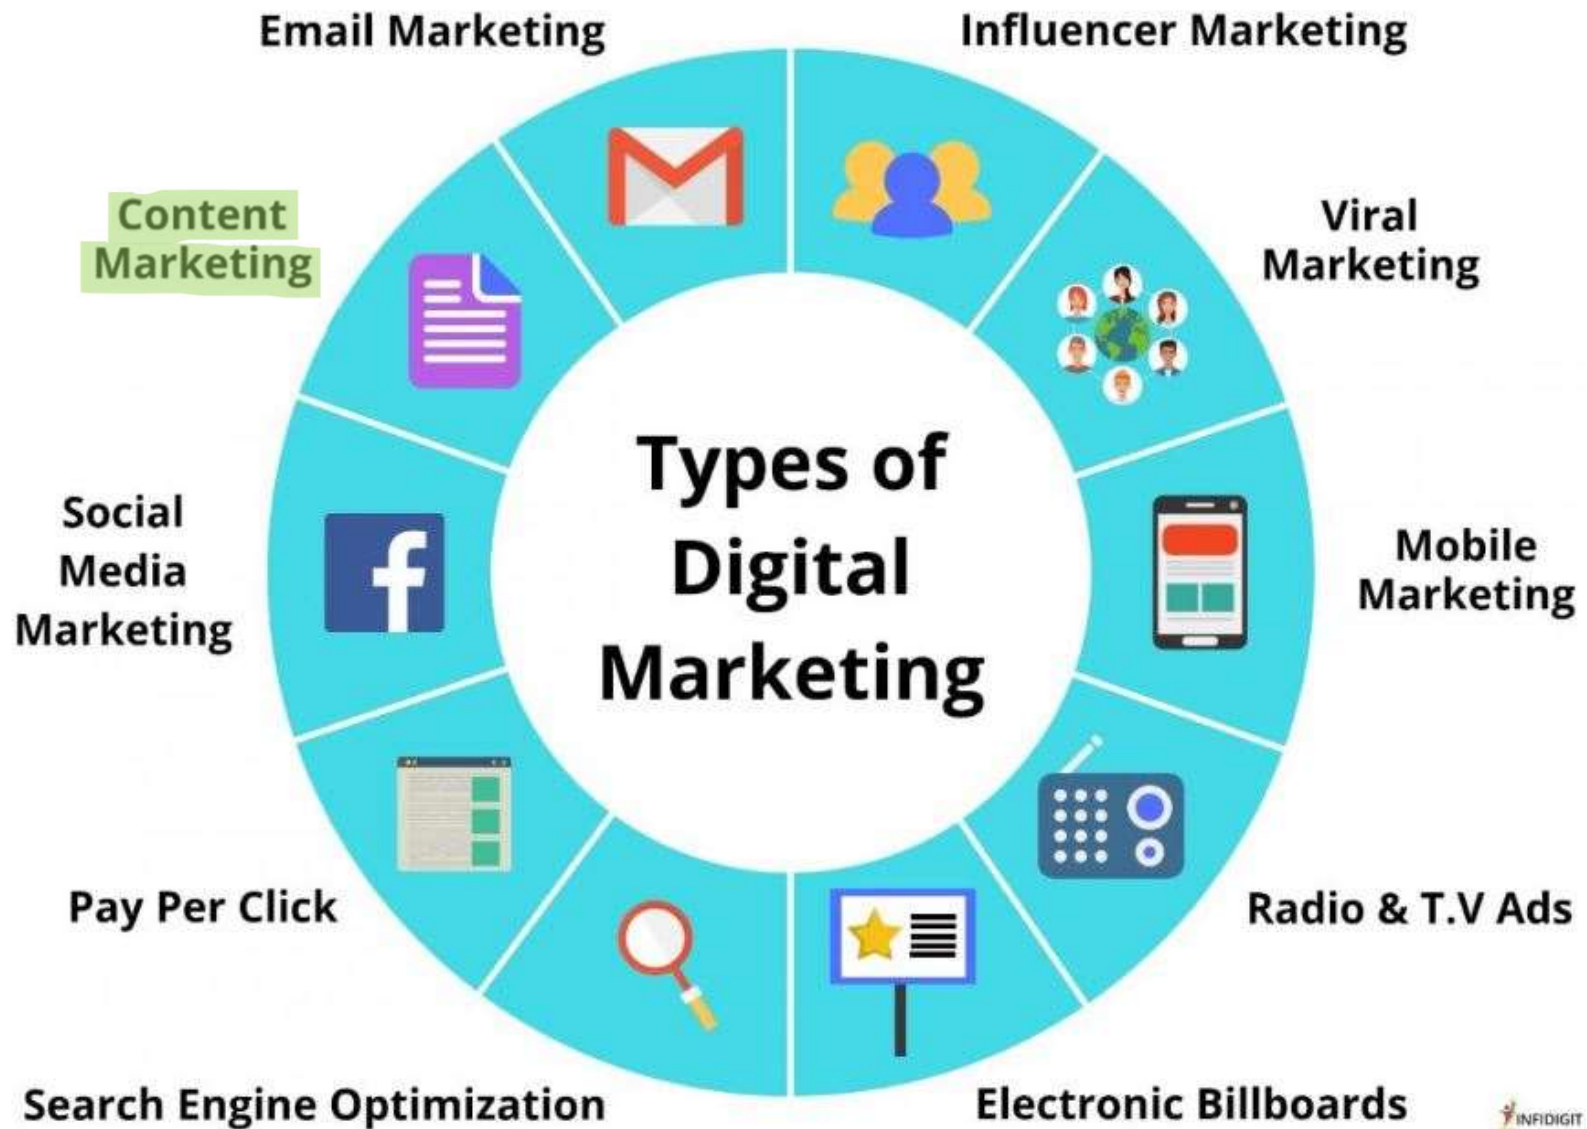 Email Marketing
Influencer Marketing
Content
Marketing
Viral
Marketing
Types of
Digital
Marketing
Social
Media
Marketing
Mobile
Marketing
Pay Per Click
Radio & T.V Ads
Search Engine Optimization
Electronic Billboards
INFIDIGIT